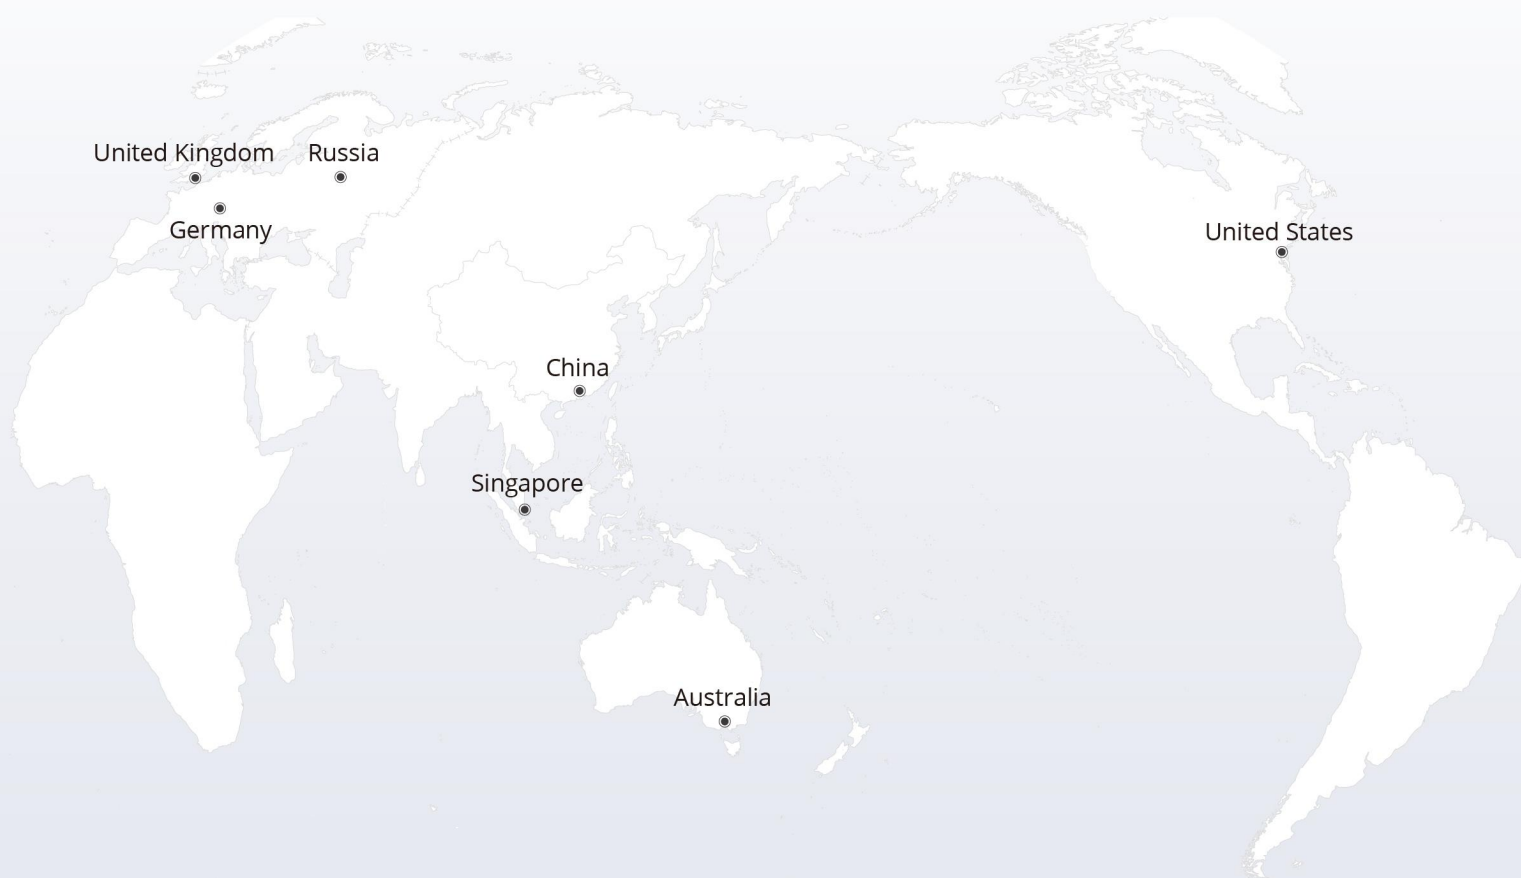 United Kingdom
Russia
Germany
United States
China
Singapore
Australia